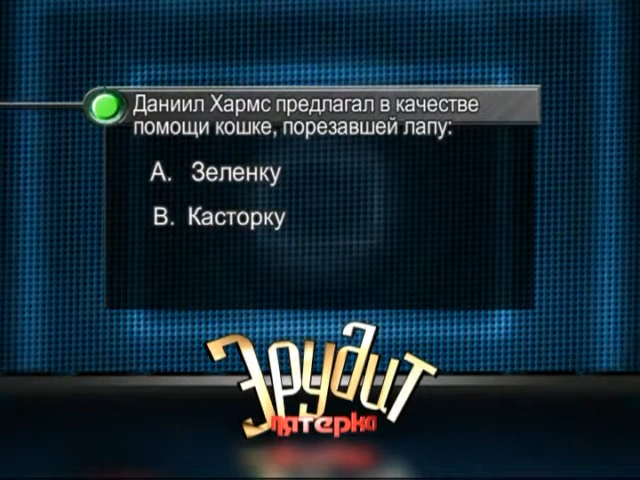 Даниил Хармс предлагал в качестве
помощи кошке, порезавшей лапу:
А. Зеленку
В. Касторку
Эрудит
пятерка